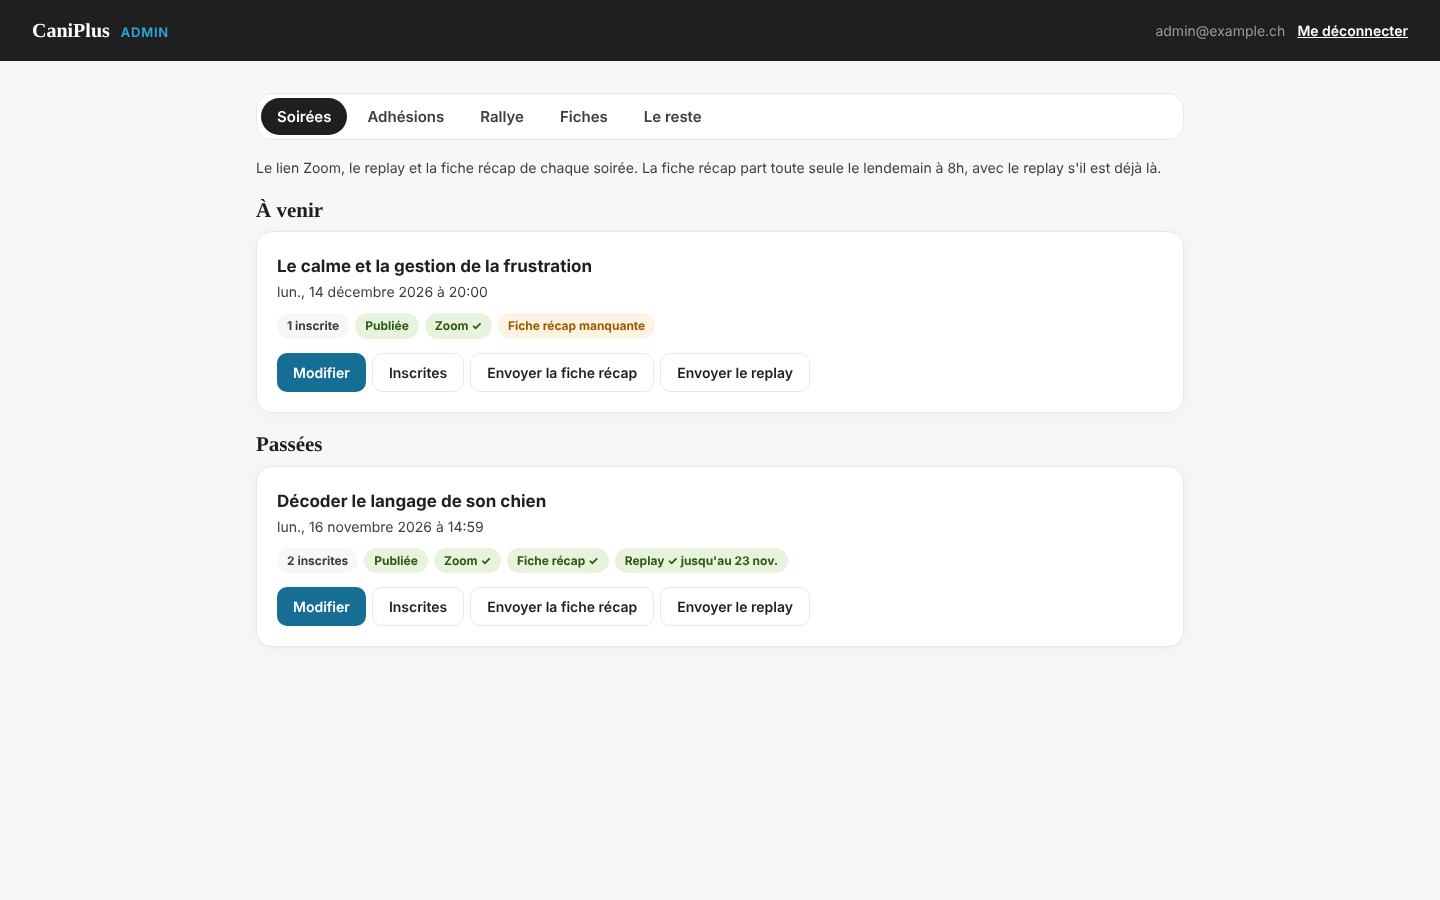 CaniPlus ADMIN
admin@example.ch Me déconnecter
Soirées Adhésions Rallye Fiches Le reste
Le lien Zoom, le replay et la fiche récap de chaque soirée. La fiche récap part toute seule le lendemain à 8h, avec le replay s'il est déjà là.
À venir
Le calme et la gestion de la frustration
lun., 14 décembre 2026 à 20:00
1 inscrite Publiée Zoom ✓ Fiche récap manquante
Modifier Inscrites Envoyer la fiche récap Envoyer le replay
Passées
Décoder le langage de son chien
lun., 16 novembre 2026 à 14:59
2 inscrites Publiée Zoom ✓ Fiche récap ✓ Replay ✓ jusqu'au 23 nov.
Modifier Inscrites Envoyer la fiche récap Envoyer le replay